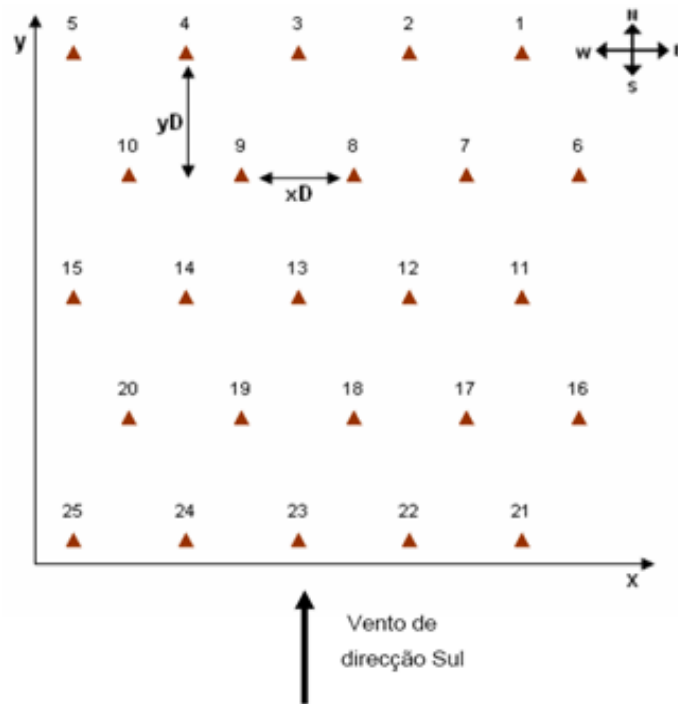 5 4 3 2 1
N
y
W E
S
yD
10 9 8 7 6
xD
15 14 13 12 11
20 19 18 17 16
25 24 23 22 21
x
Vento de
direcção Sul